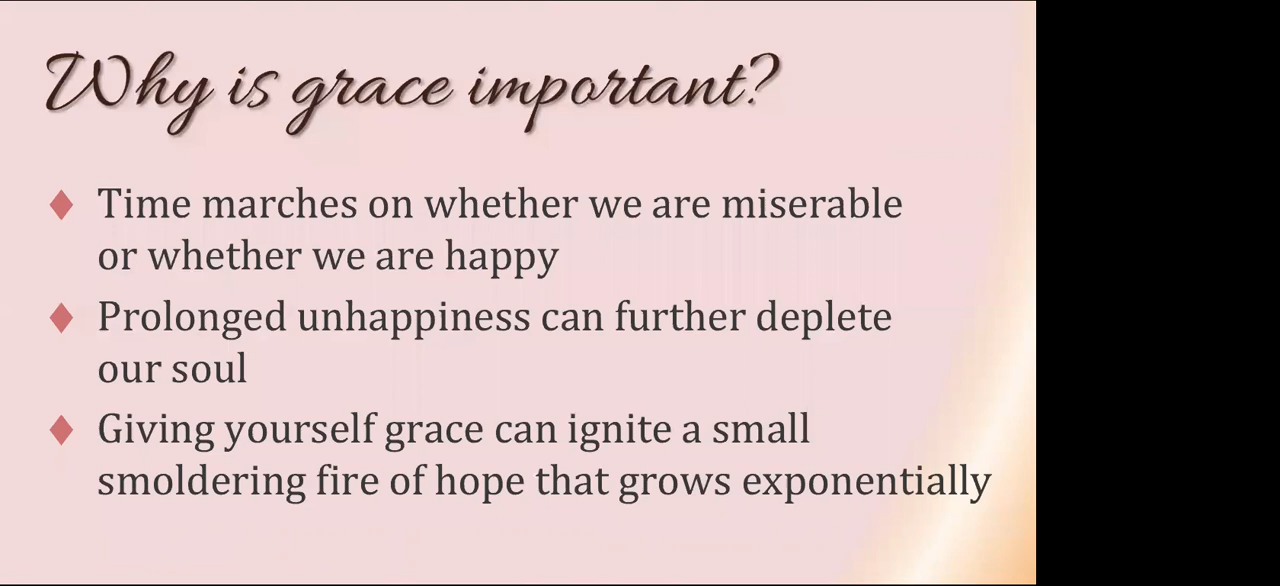 Why is grace important?
Time marches on whether we are miserable
or whether we are happy
Prolonged unhappiness can further deplete
our soul
Giving yourself grace can ignite a small
smoldering fire of hope that grows exponentially